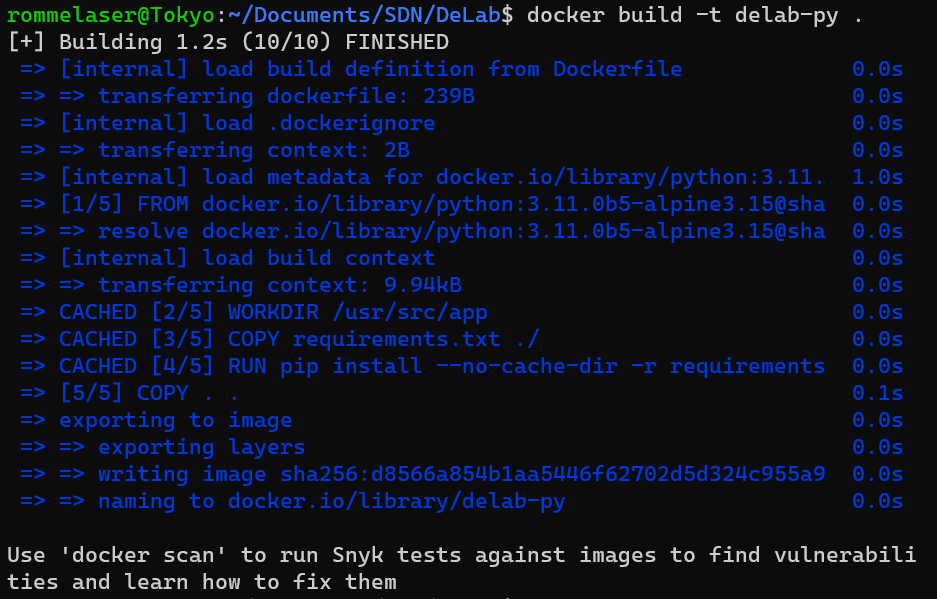 rommelaser@Tokyo:~/Documents/SDN/DeLab$ docker build -t delab-py .
[+] Building 1.2s (10/10) FINISHED
=> [internal] load build definition from Dockerfile 0.0s
=> => transferring dockerfile: 239B 0.0s
=> [internal] load .dockerignore 0.0s
=> => transferring context: 2B 0.0s
=> [internal] load metadata for docker.io/library/python:3.11. 1.0s
=> [1/5] FROM docker.io/library/python:3.11.0b5-alpine3.15@sha 0.0s
=> => resolve docker.io/library/python:3.11.0b5-alpine3.15@sha 0.0s
=> [internal] load build context 0.0s
=> => transferring context: 9.94kB 0.0s
=> CACHED [2/5] WORKDIR /usr/src/app 0.0s
=> CACHED [3/5] COPY requirements.txt ./ 0.0s
=> CACHED [4/5] RUN pip install --no-cache-dir -r requirements 0.0s
=> [5/5] COPY . . 0.1s
=> exporting to image 0.0s
=> => exporting layers 0.0s
=> => writing image sha256:d8566a854b1aa5446f62702d5d324c955a9 0.0s
=> => naming to docker.io/library/delab-py 0.0s
Use 'docker scan' to run Snyk tests against images to find vulnerabili
ties and learn how to fix them